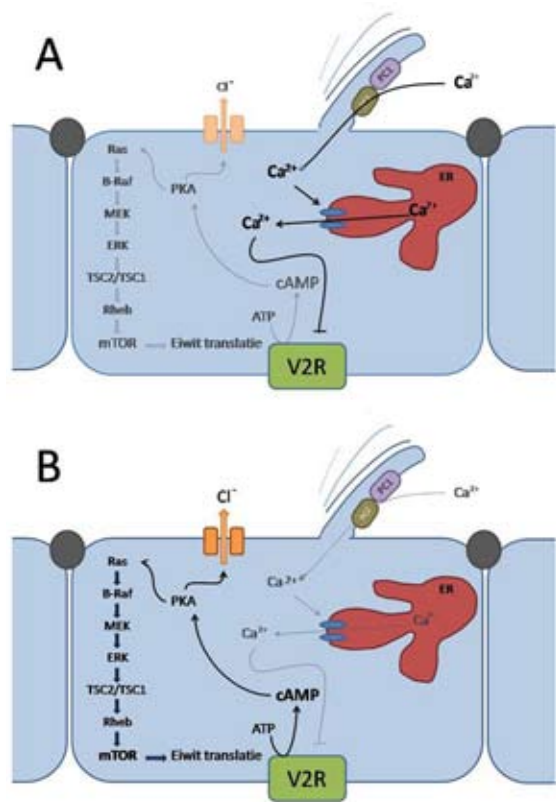 A
PC1
Cl⁻
Ca²⁺
Ras
B-Raf
PKA
Ca²⁺
ER
MEK
Ca²⁺
Ca²⁺
ERK
TSC2/TSC1
cAMP
Rheb
ATP
mTOR
Eiwit translatie
V2R
B
PC1
Cl⁻
Ca²⁺
Ras
B-Raf
PKA
Ca²⁺
ER
MEK
Ca²⁺
ERK
TSC2/TSC1
cAMP
Rheb
ATP
mTOR
Eiwit translatie
V2R